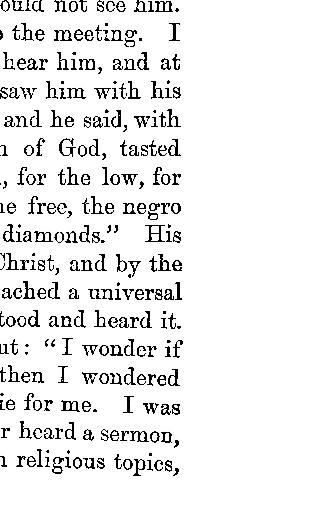 ould not see him.
the meeting. I
hear him, and at
saw him with his
and he said, with
of God, tasted
, for the low, for
e free, the negro
diamonds.” His
Christ, and by the
ached a universal
tood and heard it.
ut: “I wonder if
then I wondered
ie for me. I was
r heard a sermon,
religious topics,